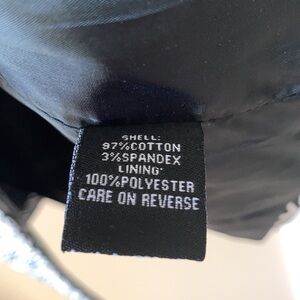 SHELL:
97%COTTON
3%SPANDEX
LINING:
100%POLYESTER
CARE ON REVERSE